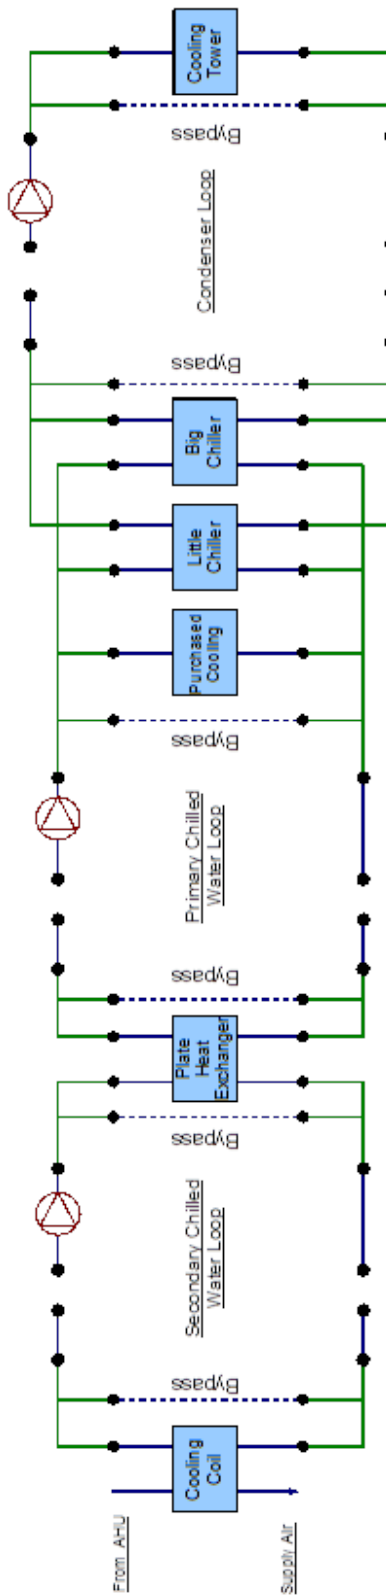 From AHU
Supply Air
Cooling
Coil
Bypass
Secondary Chilled
Water Loop
Bypass
Plate
Heat
Exchanger
Bypass
Primary Chilled
Water Loop
Bypass
Purchased
Cooling
Little
Chiller
Big
Chiller
Bypass
Condenser Loop
Bypass
Cooling
Tower